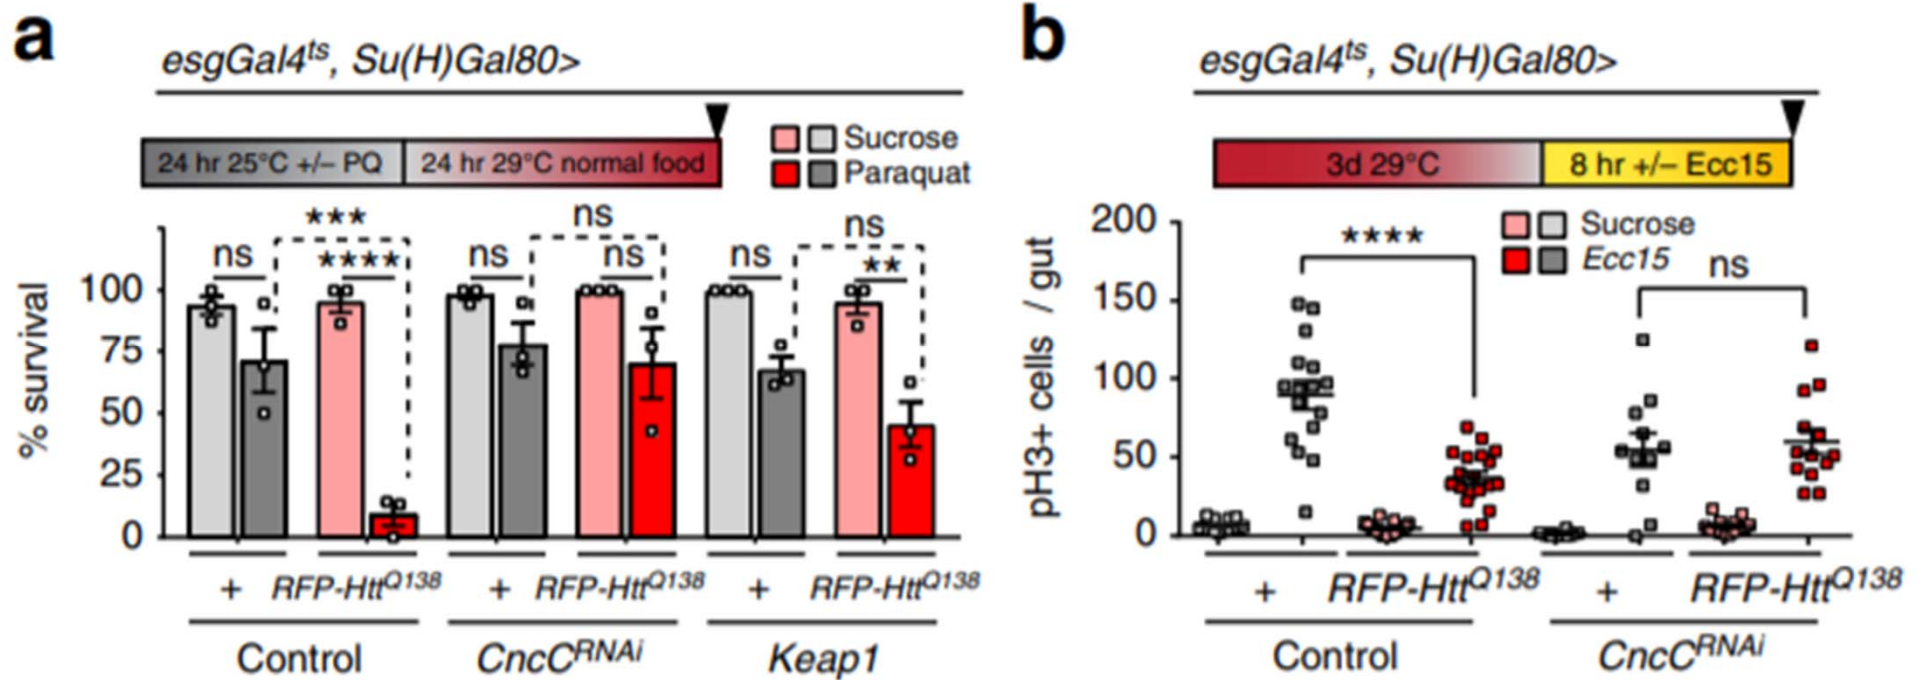 a
esgGal4ts, Su(H)Gal80>
24 hr 25°C +/– PQ
24 hr 29°C normal food
Sucrose
Paraquat
% survival
100
75
50
25
0
ns
***
****
ns
ns
ns
ns
ns
**
+
RFP-HttQ138
+
RFP-HttQ138
+
RFP-HttQ138
Control
CncCRNAi
Keap1
b
esgGal4ts, Su(H)Gal80>
3d 29°C
8 hr +/– Ecc15
Sucrose
Ecc15
pH3+ cells / gut
200
150
100
50
0
****
ns
+
RFP-HttQ138
+
RFP-HttQ138
Control
CncCRNAi